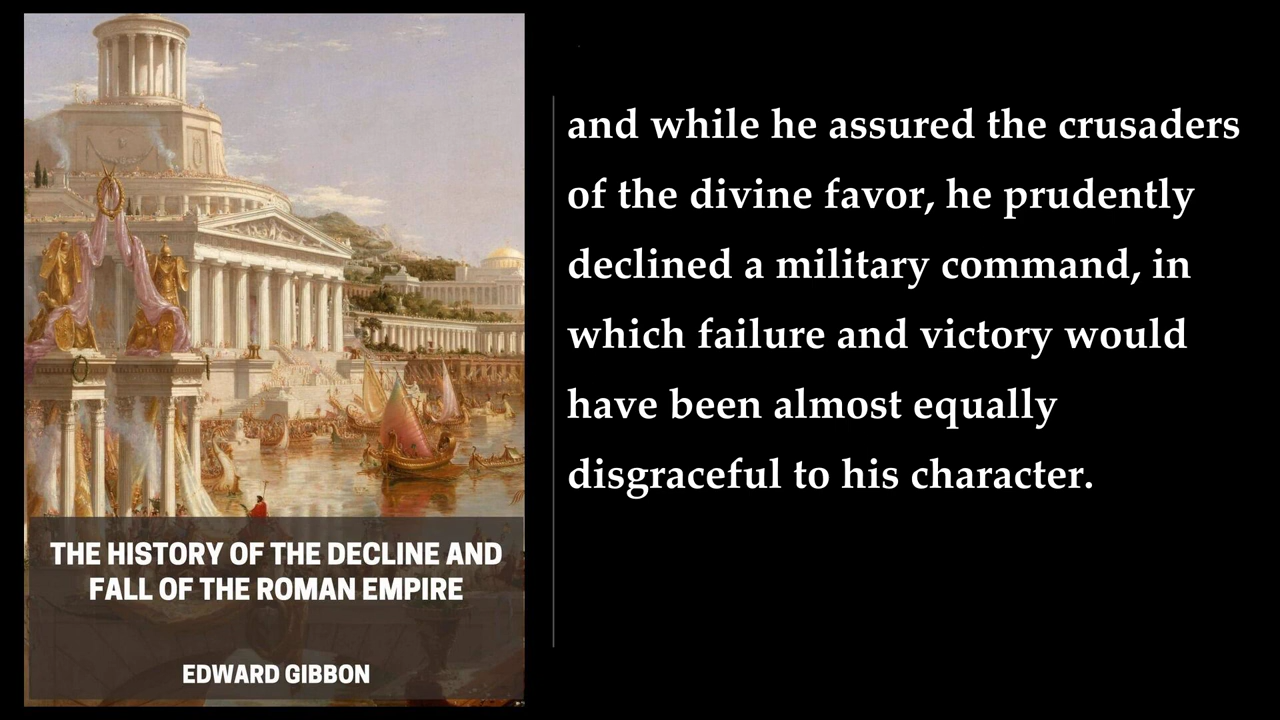 and while he assured the crusaders
of the divine favor, he prudently
declined a military command, in
which failure and victory would
have been almost equally
disgraceful to his character.
THE HISTORY OF THE DECLINE AND
FALL OF THE ROMAN EMPIRE
EDWARD GIBBON